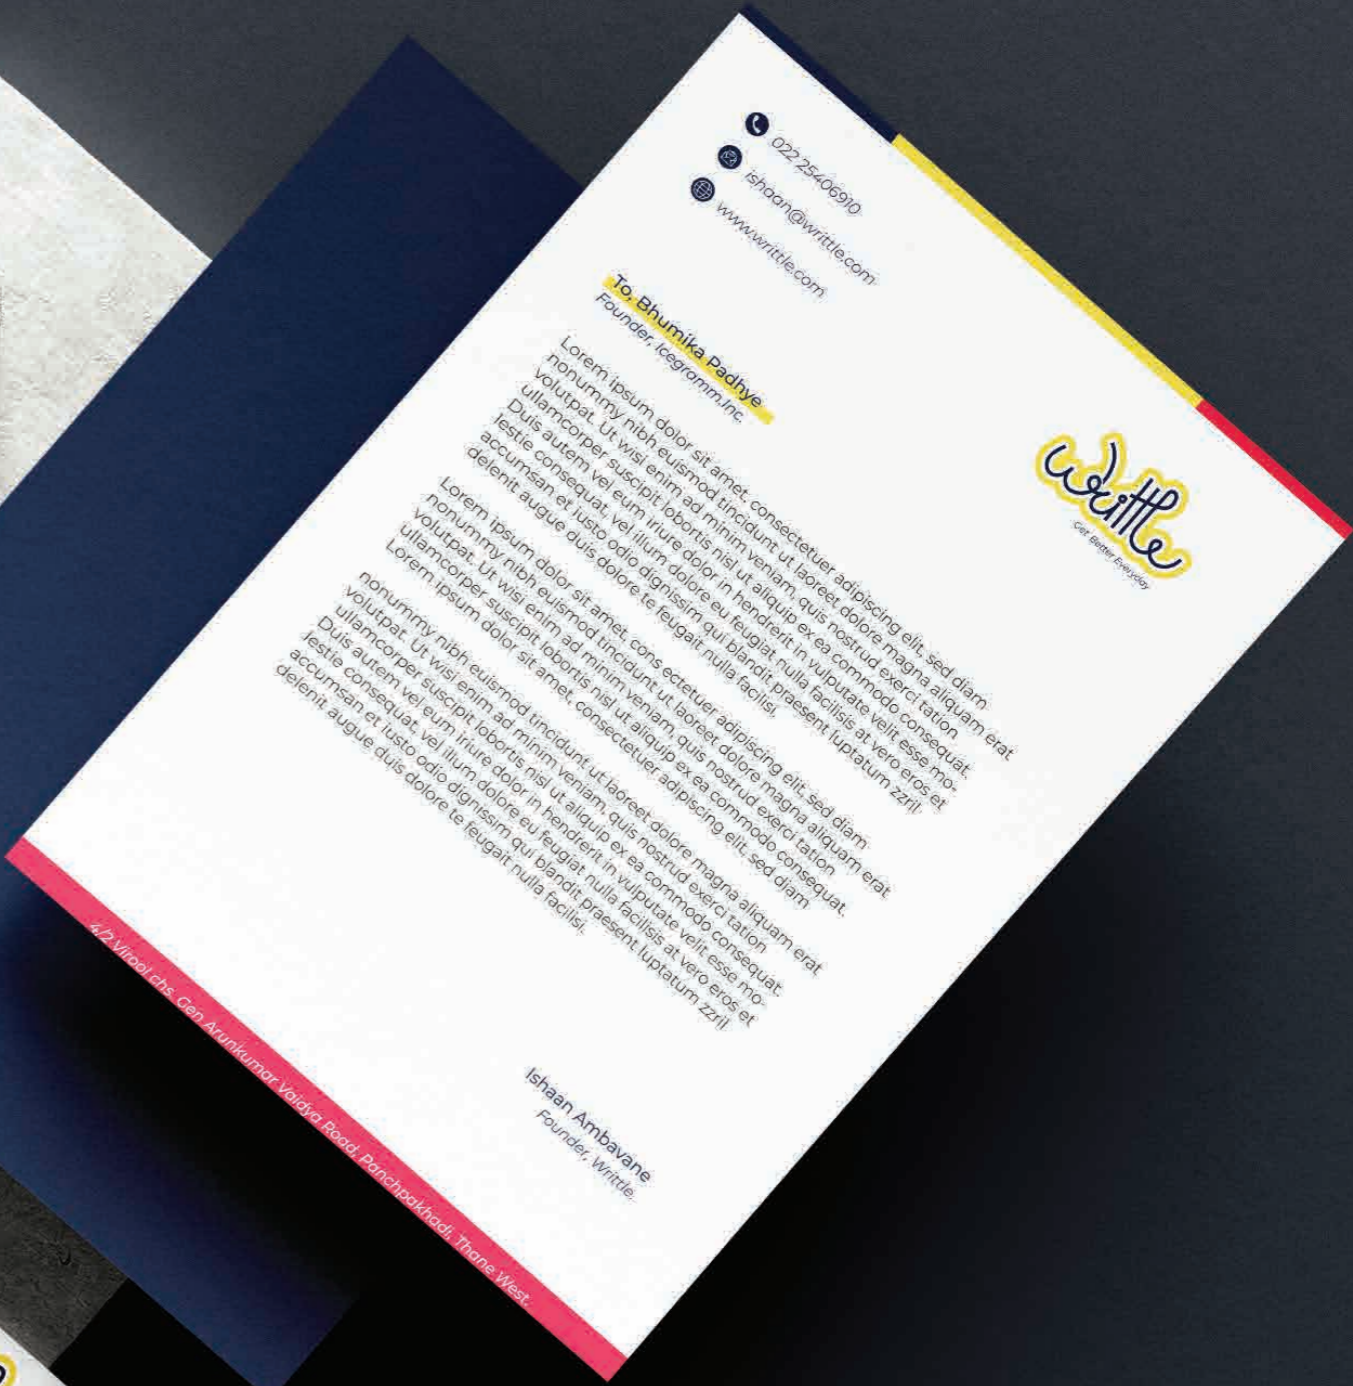 022 25406910
ishaan@writtle.com
www.writtle.com
To, Bhumika Padhye
Founder, Icegramm.Inc.
writtle
Get Better Everyday
Lorem ipsum dolor sit amet, consectetuer adipiscing elit, sed diam
nonummy nibh euismod tincidunt ut laoreet dolore magna aliquam erat
volutpat. Ut wisi enim ad minim veniam, quis nostrud exerci tation
ullamcorper suscipit lobortis nisl ut aliquip ex ea commodo consequat.
Duis autem vel eum iriure dolor in hendrerit in vulputate velit esse mo-
lestie consequat, vel illum dolore eu feugiat nulla facilisis at vero eros et
accumsan et iusto odio dignissim qui blandit praesent luptatum zzril
delenit augue duis dolore te feugait nulla facilisi.
Lorem ipsum dolor sit amet, cons ectetuer adipiscing elit, sed diam
nonummy nibh euismod tincidunt ut laoreet dolore magna aliquam erat
volutpat. Ut wisi enim ad minim veniam, quis nostrud exerci tation
ullamcorper suscipit lobortis nisl ut aliquip ex ea commodo consequat.
Lorem ipsum dolor sit amet, consectetuer adipiscing elit, sed diam
nonummy nibh euismod tincidunt ut laoreet dolore magna aliquam erat
volutpat. Ut wisi enim ad minim veniam, quis nostrud exerci tation
ullamcorper suscipit lobortis nisl ut aliquip ex ea commodo consequat.
Duis autem vel eum iriure dolor in hendrerit in vulputate velit esse mo-
lestie consequat, vel illum dolore eu feugiat nulla facilisis at vero eros et
accumsan et iusto odio dignissim qui blandit praesent luptatum zzril
delenit augue duis dolore te feugait nulla facilisi.
Ishaan Ambavane
Founder, Writtle.
4/2 Virool chs, Gen Arunkumar Vaidya Road, Panchpakhadi, Thane West.